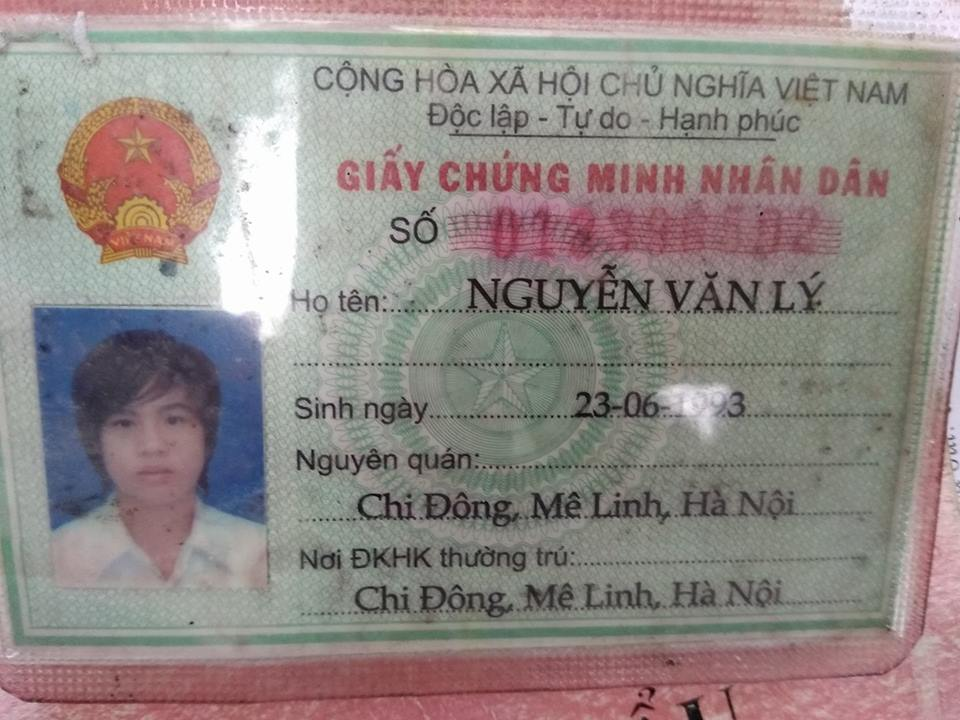 CỘNG HÒA XÃ HỘI CHỦ NGHĨA VIỆT NAM
Độc lập - Tự do - Hạnh phúc
GIẤY CHỨNG MINH NHÂN DÂN
SỐ
VIỆT NAM
Họ tên: NGUYỄN VĂN LÝ
Sinh ngày 23-06-1993
Nguyên quán:
Chi Đông, Mê Linh, Hà Nội
Nơi ĐKHK thường trú:
Chi Đông, Mê Linh, Hà Nội